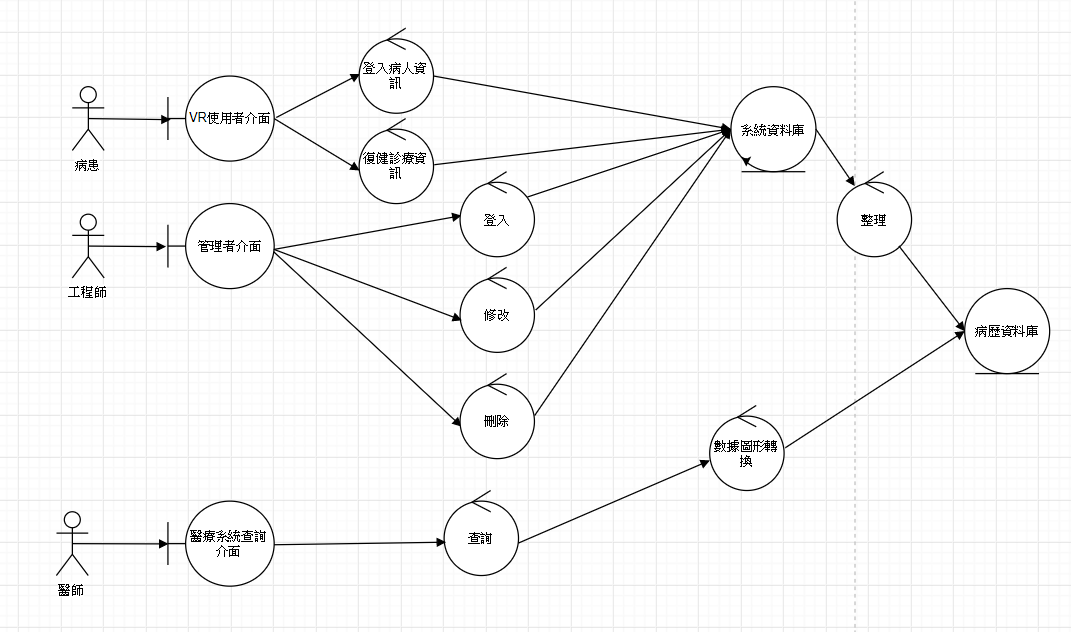 登入病人資
訊
VR使用者介面
系統資料庫
病患
復健診療資
訊
登入
整理
管理者介面
工程師
修改
病歷資料庫
刪除
數據圖形轉
換
醫療系統查詢
介面
查詢
醫師